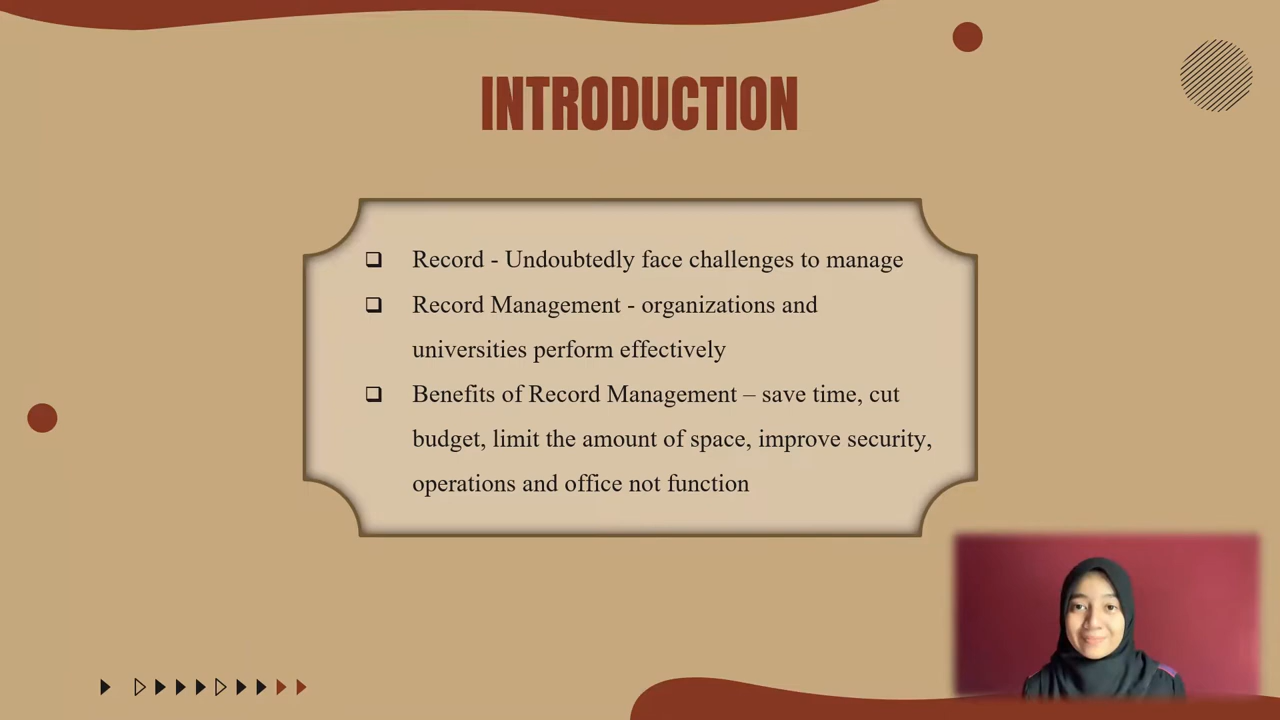 INTRODUCTION
Record - Undoubtedly face challenges to manage
Record Management - organizations and
universities perform effectively
Benefits of Record Management – save time, cut
budget, limit the amount of space, improve security,
operations and office not function